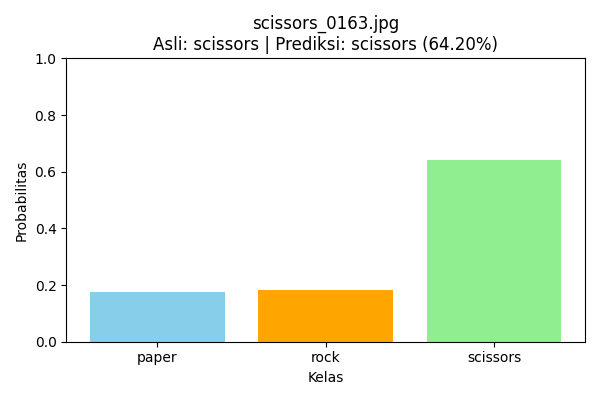 scissors_0163.jpg
Asli: scissors | Prediksi: scissors (64.20%)
1.0
0.8
0.6
0.4
0.2
0.0
Probabilitas
paper rock scissors
Kelas